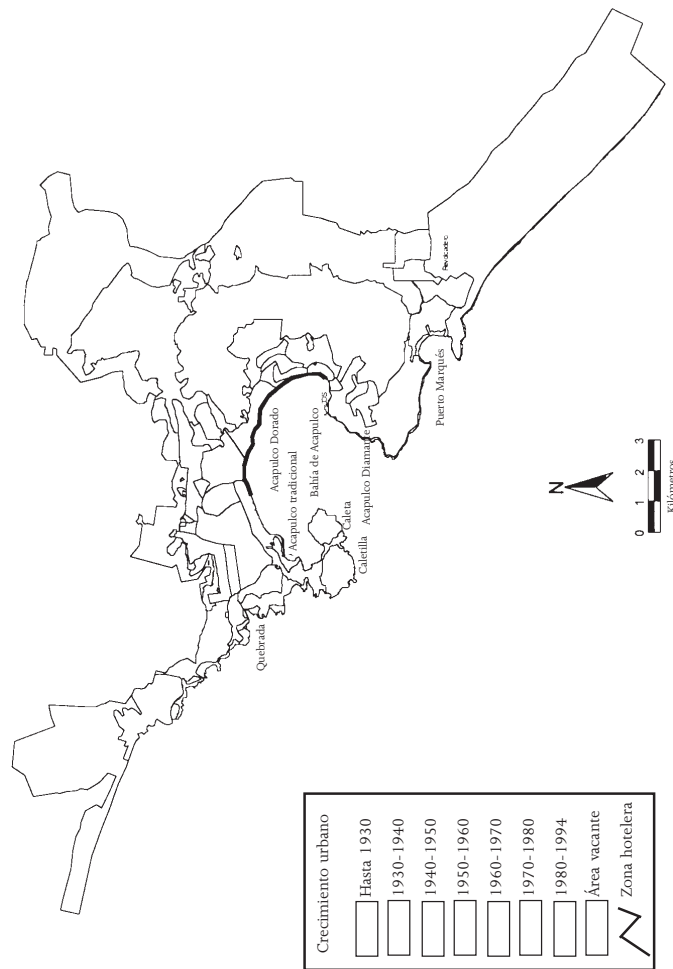 Crecimiento urbano
Hasta 1930
1930-1940
1940-1950
1950-1960
1960-1970
1970-1980
1980-1994
Área vacante
Zona hotelera
Quebrada
Acapulco Dorado
Acapulco tradicional
Bahía de Acapulco
Caleta
Caletilla
Acapulco Diamante
Puerto Marqués
Revolcadero
N
0 1 2 3
Kilómetros